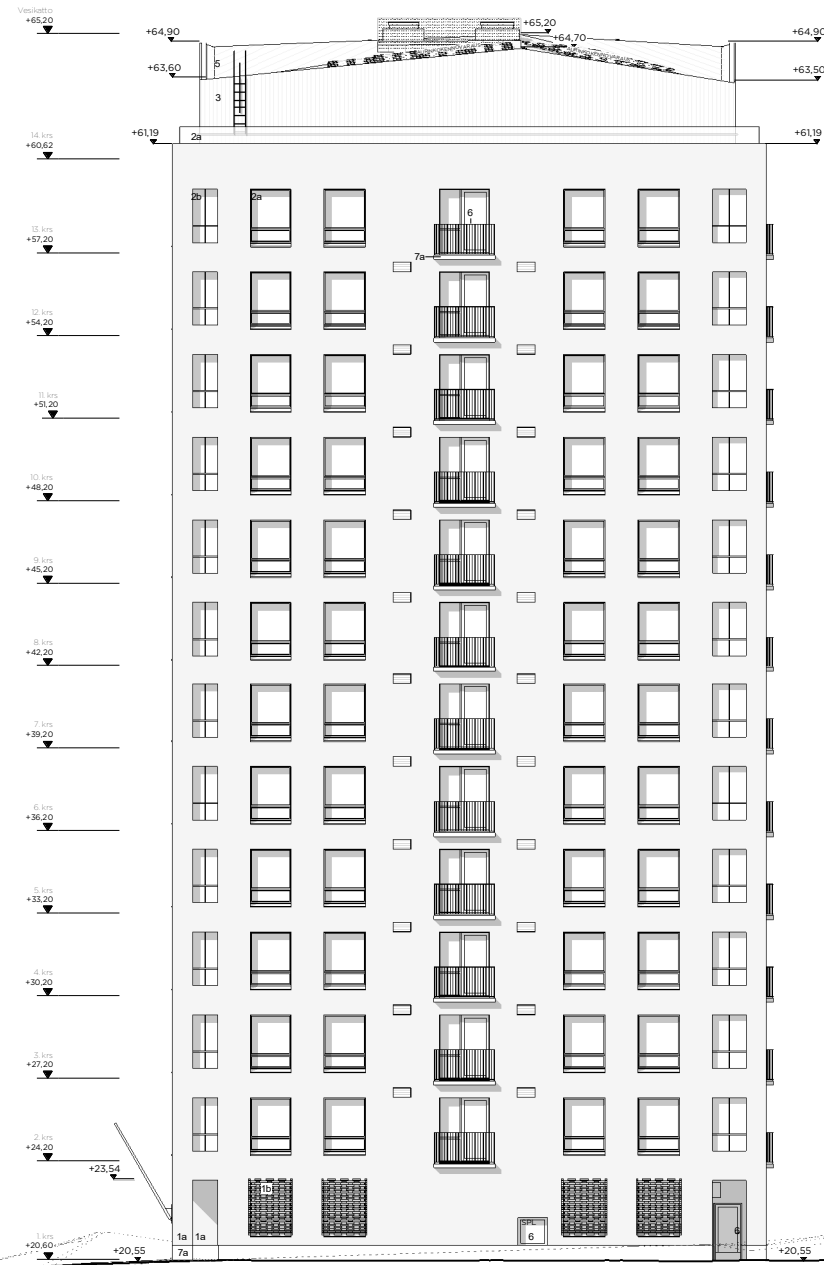 Vesikatto
+65,20
+65,20
+64,90
+64,70
+64,90
+63,60
5
+63,50
3
+61,19
2a
+61,19
14. krs
+60,62
2b
2a
6
13. krs
+57,20
7a
12. krs
+54,20
11. krs
+51,20
10. krs
+48,20
9. krs
+45,20
8. krs
+42,20
7. krs
+39,20
6. krs
+36,20
5. krs
+33,20
4. krs
+30,20
3. krs
+27,20
2. krs
+24,20
+23,54
1b
SPL
6
6
1a 1a
1. krs
+20,60
+20,55
7a
+20,55